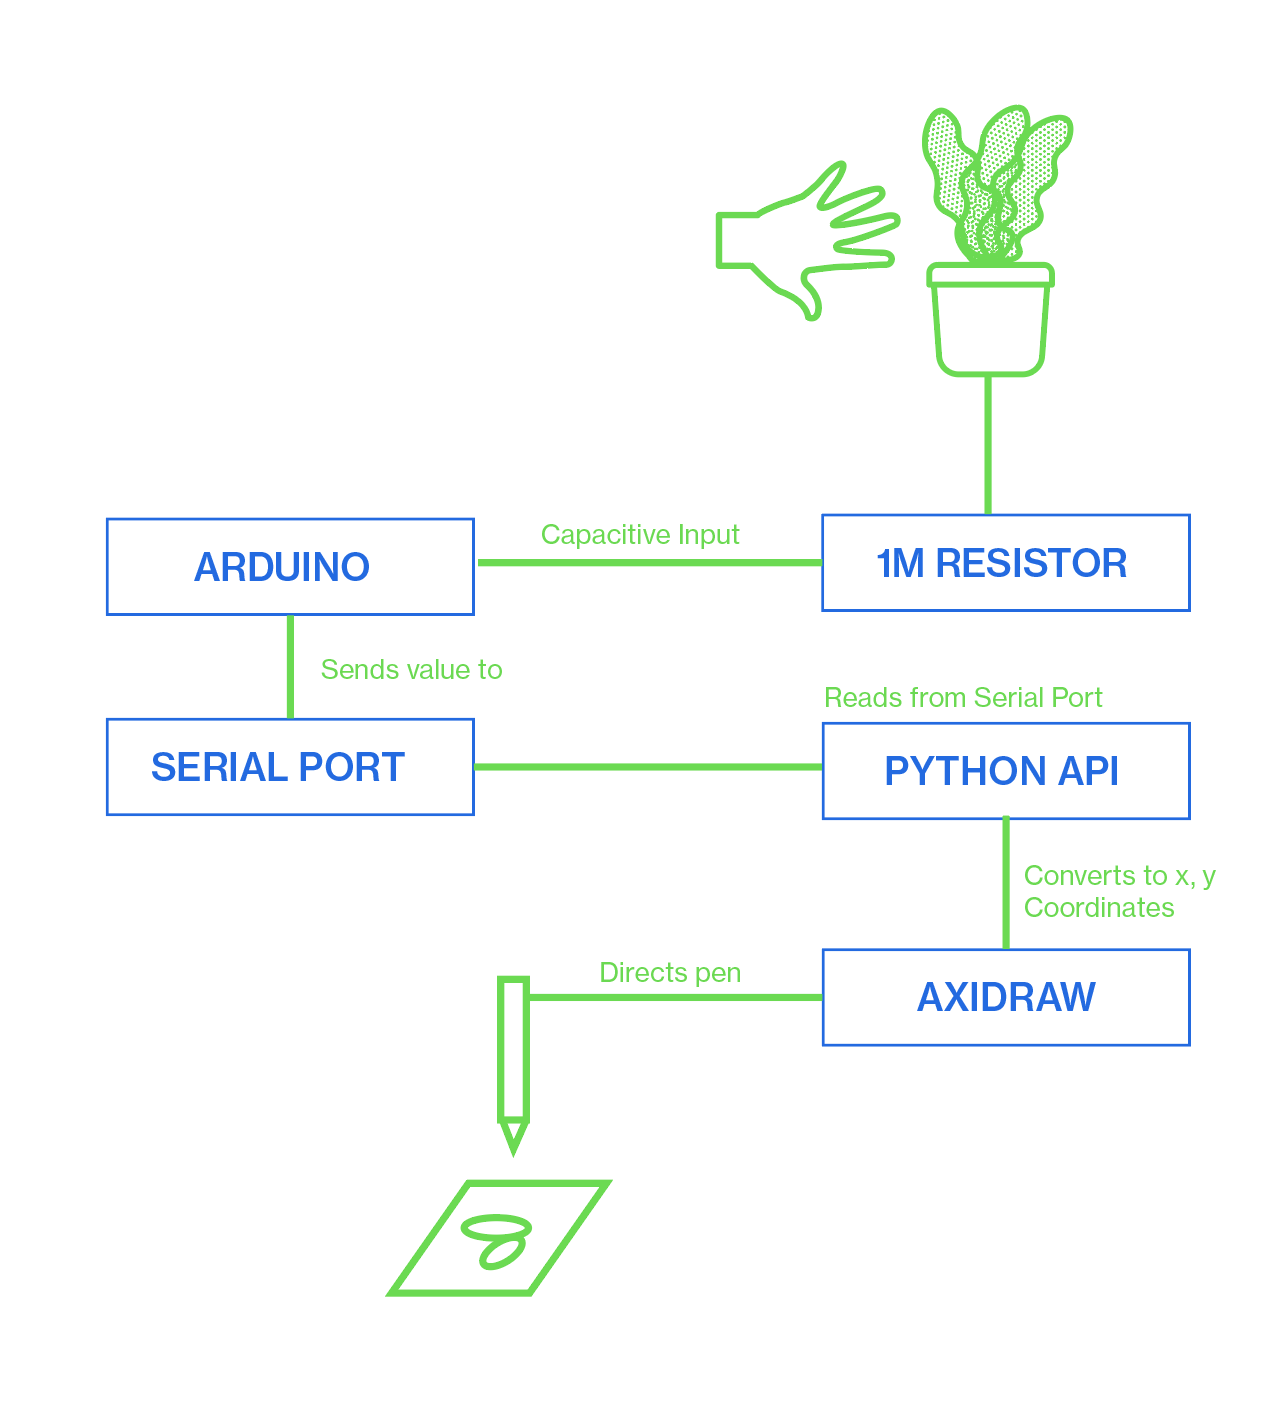 Capacitive Input
ARDUINO
1M RESISTOR
Sends value to
Reads from Serial Port
SERIAL PORT
PYTHON API
Converts to x, y
Coordinates
Directs pen
AXIDRAW